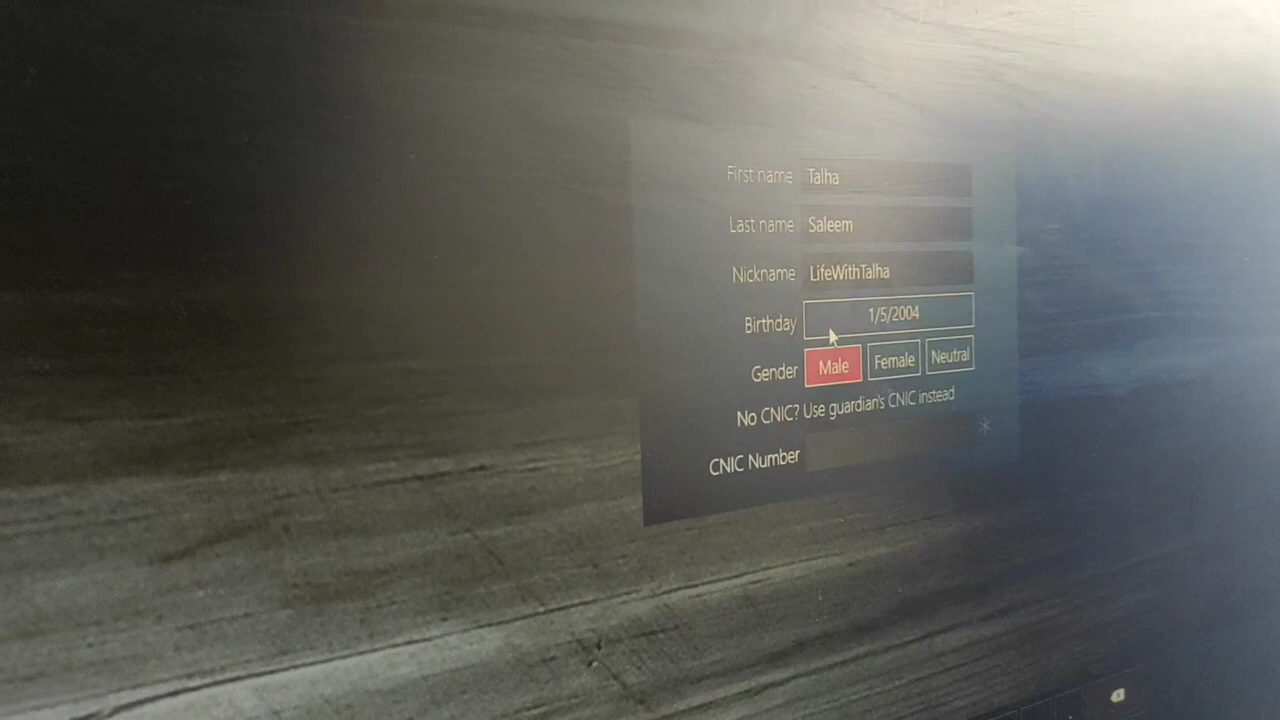 First name Talha
Last name Saleem
Nickname LifeWithTalha
Birthday 1/5/2004
Gender Male Female Neutral
No CNIC? Use guardian's CNIC instead
CNIC Number *